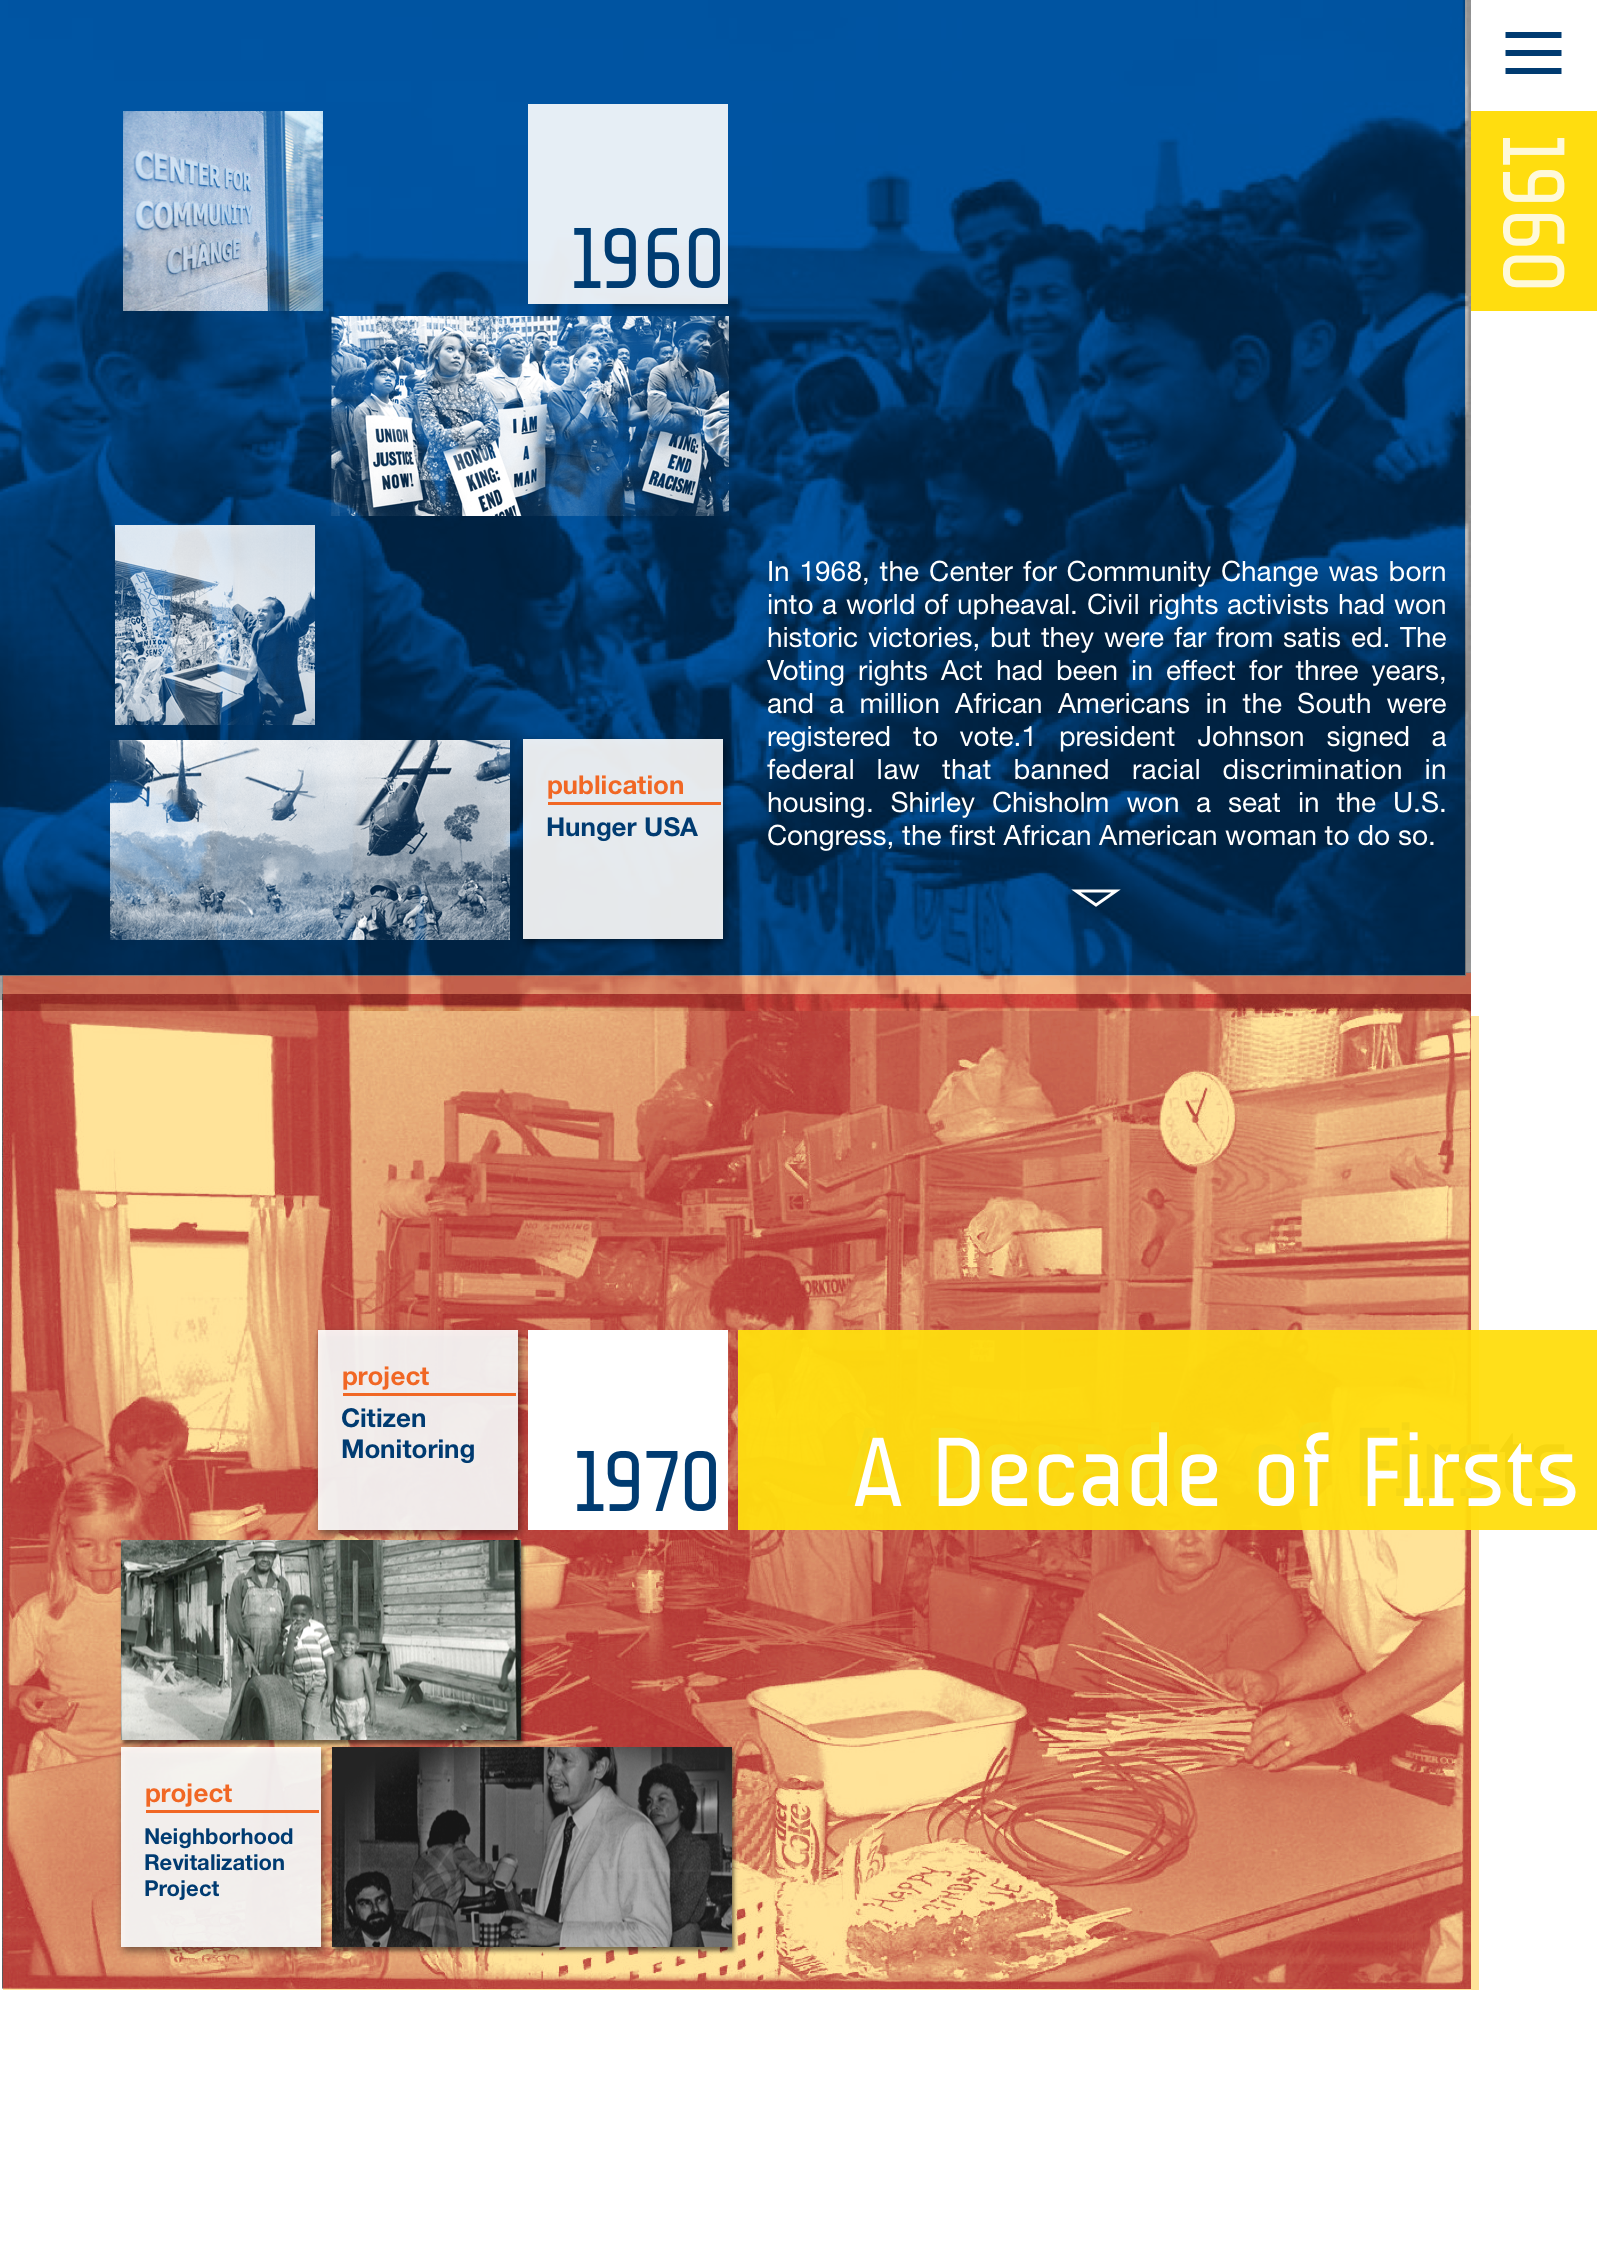 1960
CENTER FOR
COMMUNITY
CHANGE
1960
UNION
JUSTICE
NOW!
HONOR
KING:
END
I AM
A
MAN
KING:
END
RACISM!
GOP
NIXON
In 1968, the Center for Community Change was born
into a world of upheaval. Civil rights activists had won
historic victories, but they were far from satis ed. The
Voting rights Act had been in effect for three years,
and a million African Americans in the South were
registered to vote.1 president Johnson signed a
federal law that banned racial discrimination in
housing. Shirley Chisholm won a seat in the U.S.
Congress, the first African American woman to do so.
publication
Hunger USA
NO SMOKING
project
Citizen
Monitoring
1970
A Decade of Firsts
project
Neighborhood
Revitalization
Project
Coke
HAPPY